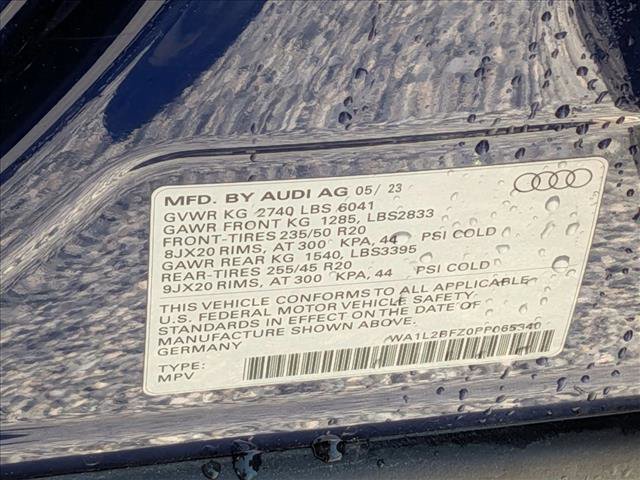 MFD. BY AUDI AG 05/ 23
GVWR KG 2740 LBS 6041
GAWR FRONT KG 1285, LBS2833
FRONT-TIRES 235/50 R20
8JX20 RIMS, AT 300 KPA, 44 PSI COLD
GAWR REAR KG 1540, LBS3395
REAR-TIRES 255/45 R20
9JX20 RIMS, AT 300 KPA, 44 PSI COLD
THIS VEHICLE CONFORMS TO ALL APPLICABLE
U.S. FEDERAL MOTOR VEHICLE SAFETY
STANDARDS IN EFFECT ON THE DATE OF
MANUFACTURE SHOWN ABOVE.
GERMANY WA1L2BFZ0PP065340
TYPE:
MPV